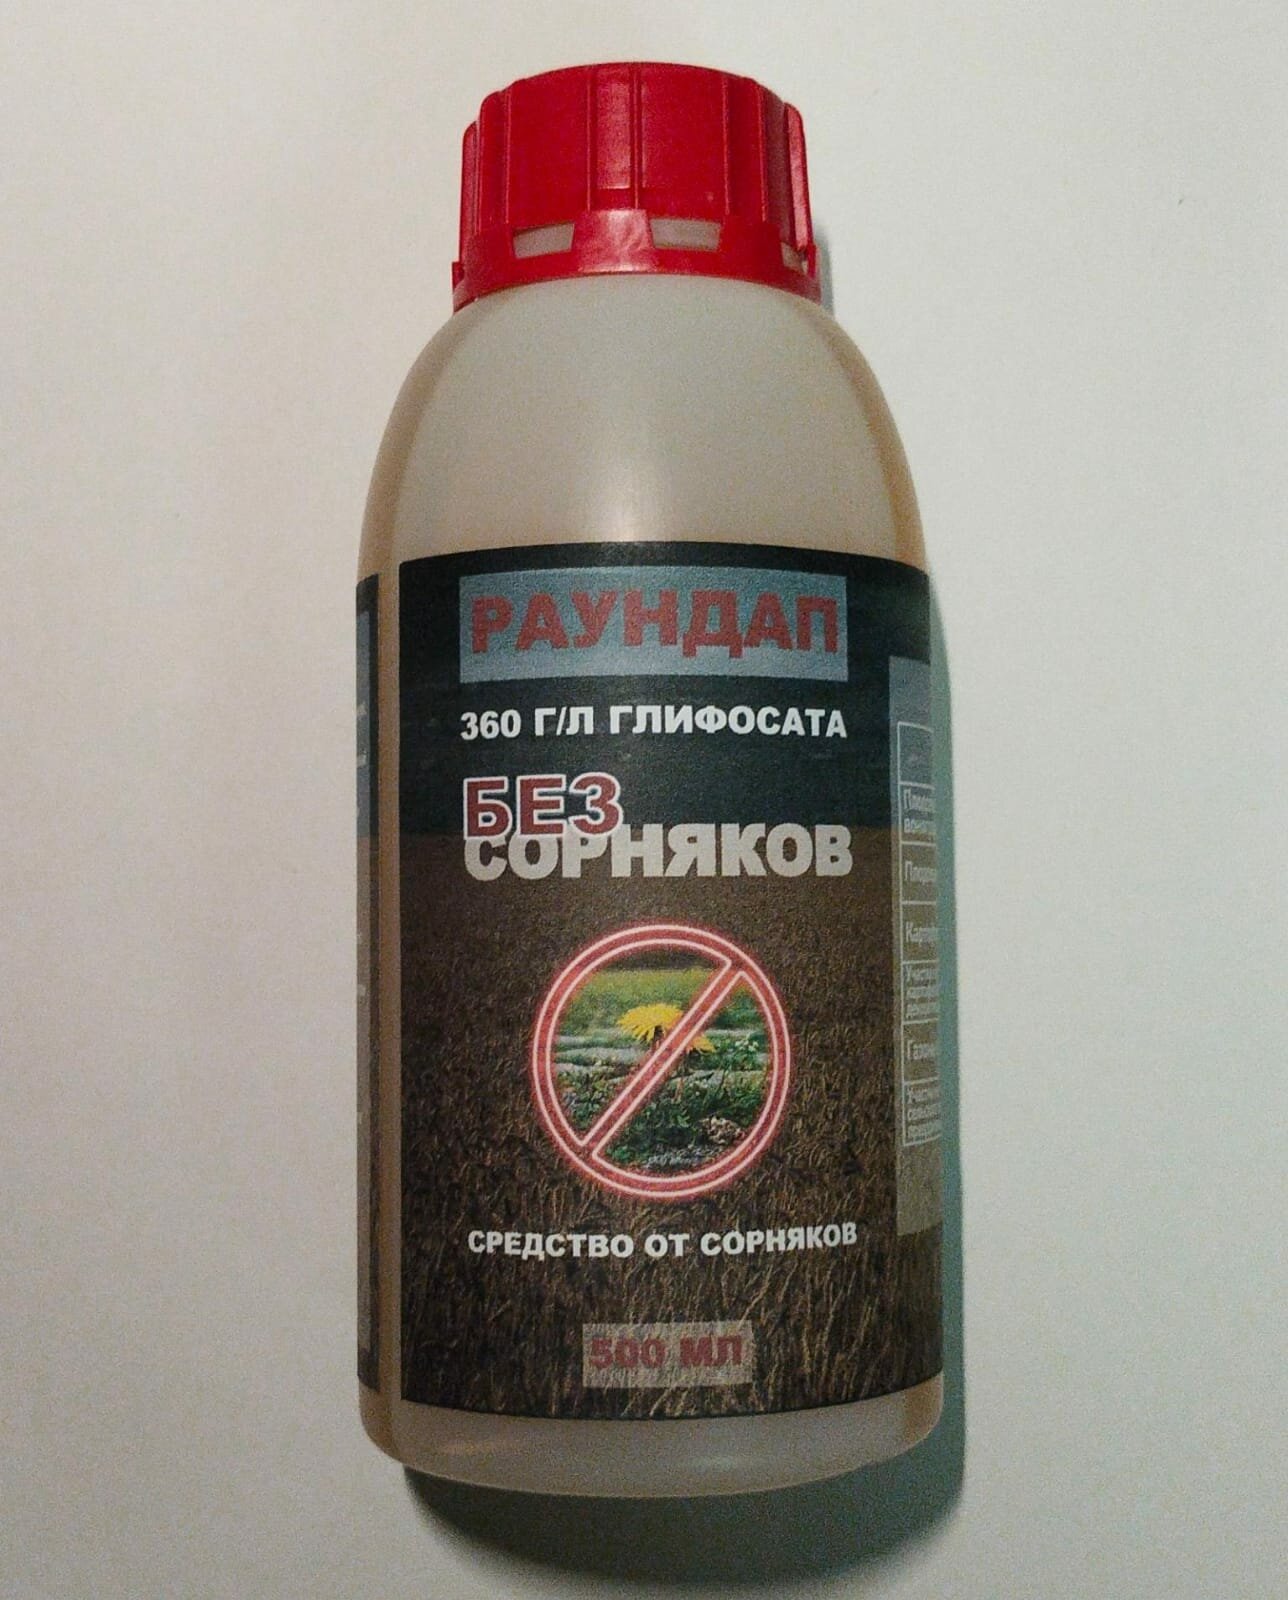 РАУНДАП
360 Г/Л ГЛИФОСАТА
БЕЗ
СОРНЯКОВ
СРЕДСТВО ОТ СОРНЯКОВ
500 МЛ